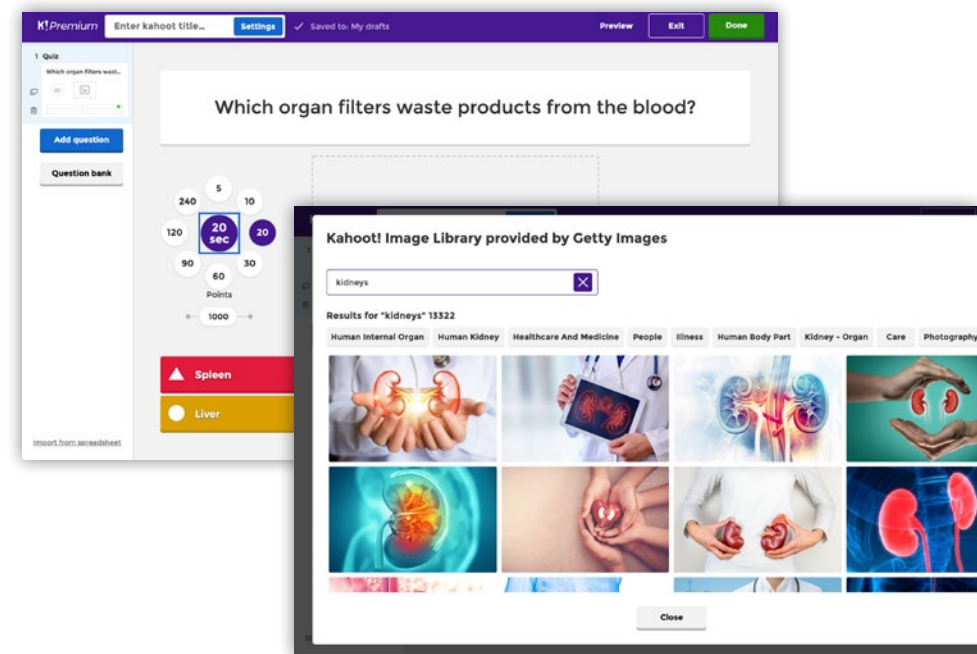 K! Premium
Enter kahoot title…
Settings
Saved to: My drafts
Preview
Exit
Done
1 Quiz
Which organ filters wast…
20
Add question
Question bank
Which organ filters waste products from the blood?
5
240
10
120
20 sec
20
90
30
60
Points
1000
Spleen
Liver
Import from spreadsheet
Kahoot! Image Library provided by Getty Images
kidneys
Results for "kidneys" 13322
Human Internal Organ Human Kidney Healthcare And Medicine People Illness Human Body Part Kidney - Organ Care Photography
Close